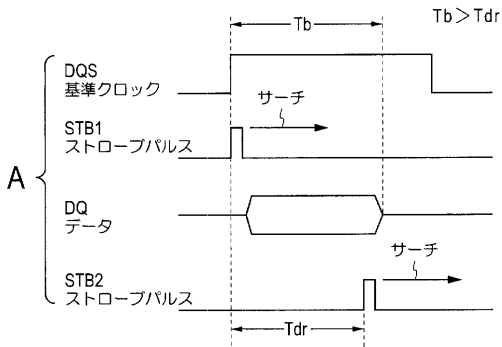 Tb
Tb＞Tdr
A
DQS
基準クロック
サーチ
STB1
ストローブパルス
DQ
データ
サーチ
STB2
ストローブパルス
Tdr